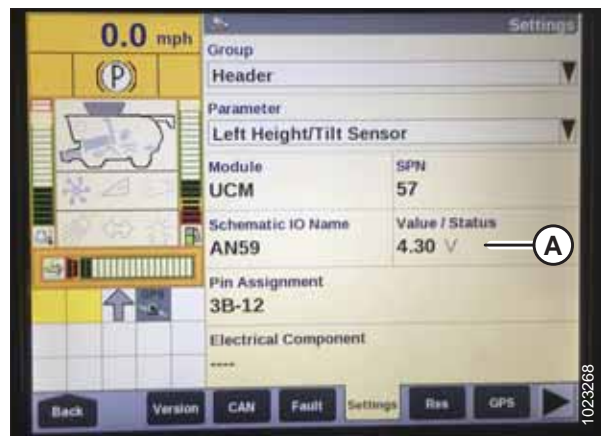 0.0 mph
(P)
Settings
Group
Header
Parameter
Left Height/Tilt Sensor
Module
UCM
SPN
57
Schematic IO Name
AN59
Value / Status
4.30 V
A
Pin Assignment
3B-12
Electrical Component
----
Back
Version
CAN
Fault
Settings
Res
GPS
1023268